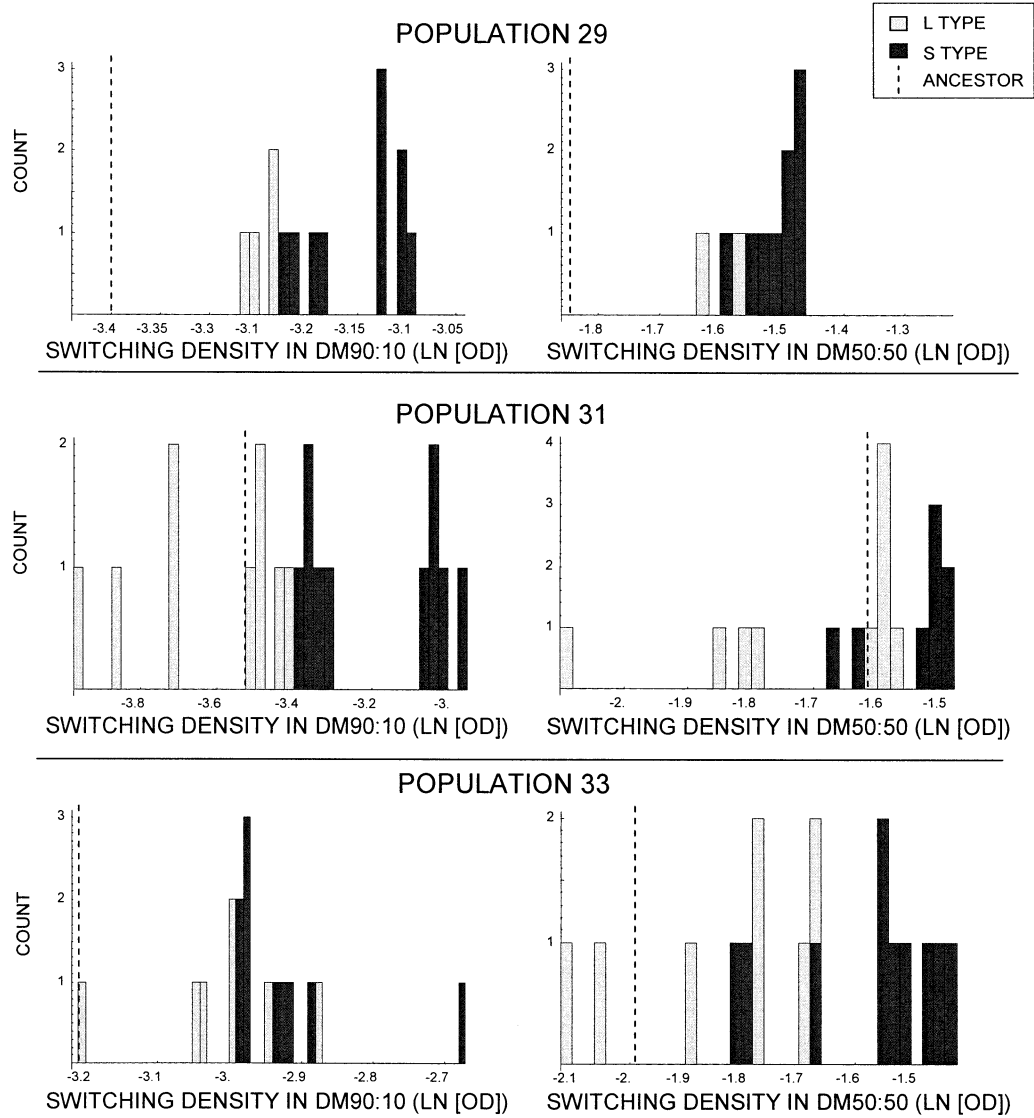 POPULATION 29
L TYPE
S TYPE
ANCESTOR
COUNT
3
2
1
-3.4 -3.35 -3.3 -3.1 -3.2 -3.15 -3.1 -3.05
SWITCHING DENSITY IN DM90:10 (LN [OD])
3
2
1
-1.8 -1.7 -1.6 -1.5 -1.4 -1.3
SWITCHING DENSITY IN DM50:50 (LN [OD])
POPULATION 31
COUNT
2
1
-3.8 -3.6 -3.4 -3.2 -3.
SWITCHING DENSITY IN DM90:10 (LN [OD])
4
3
2
1
-2. -1.9 -1.8 -1.7 -1.6 -1.5
SWITCHING DENSITY IN DM50:50 (LN [OD])
POPULATION 33
COUNT
3
2
1
-3.2 -3.1 -3. -2.9 -2.8 -2.7
SWITCHING DENSITY IN DM90:10 (LN [OD])
2
1
-2.1 -2. -1.9 -1.8 -1.7 -1.6 -1.5
SWITCHING DENSITY IN DM50:50 (LN [OD])